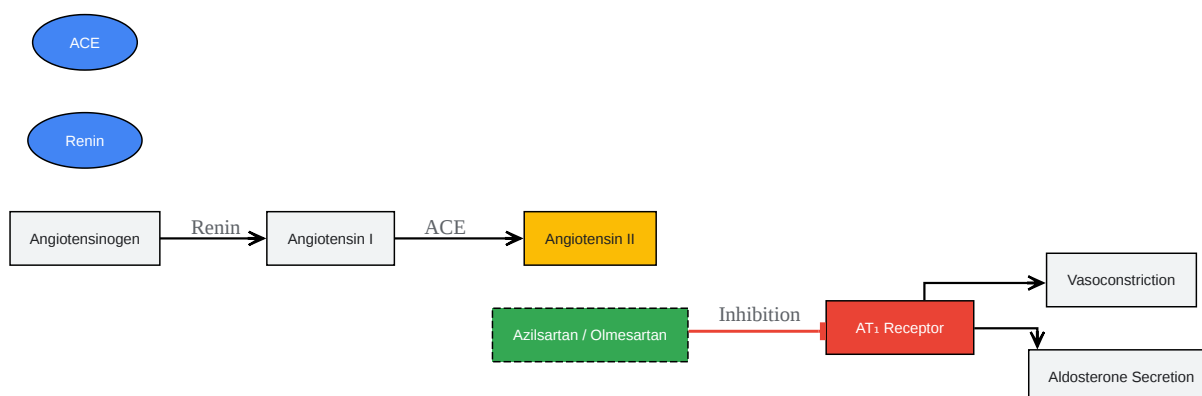 ACE
Renin
Angiotensinogen
Renin
Angiotensin I
ACE
Angiotensin II
Azilsartan / Olmesartan
Inhibition
AT₁ Receptor
Vasoconstriction
Aldosterone Secretion